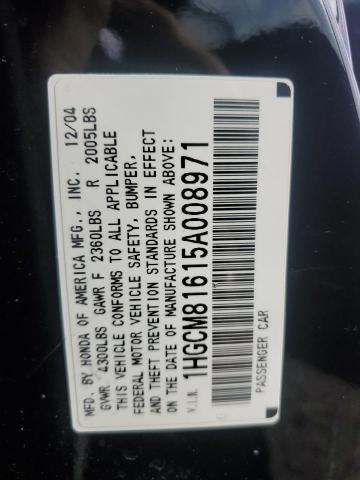 MFD. BY HONDA OF AMERICA MFG., INC. 12/04
GVWR 4300LBS GAWR F 2360LBS R 2005LBS
THIS VEHICLE CONFORMS TO ALL APPLICABLE
FEDERAL MOTOR VEHICLE SAFETY, BUMPER,
AND THEFT PREVENTION STANDARDS IN EFFECT
ON THE DATE OF MANUFACTURE SHOWN ABOVE.
V.I.N. 1HGCM81615A008971
PASSENGER CAR